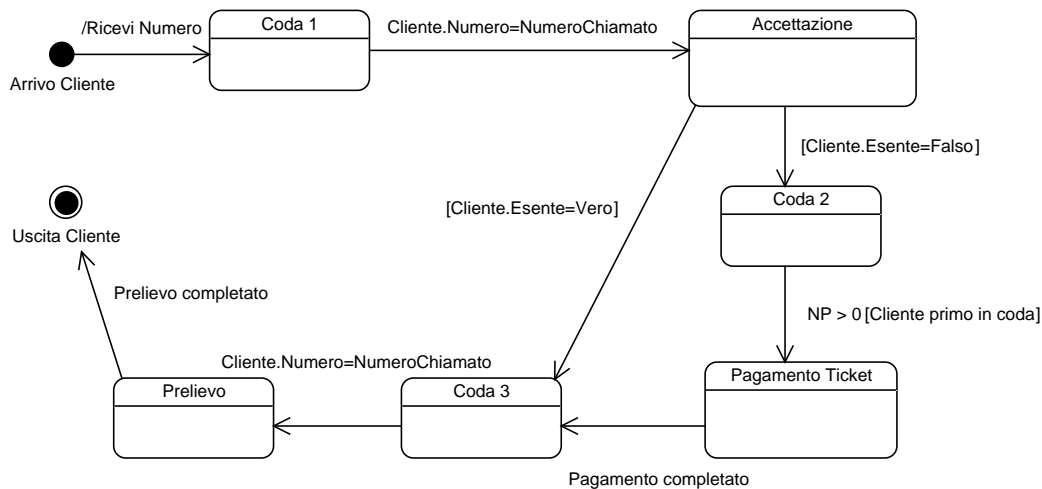 /Ricevi Numero
Coda 1
Cliente.Numero=NumeroChiamato
Accettazione
Arrivo Cliente
[Cliente.Esente=Falso]
Coda 2
[Cliente.Esente=Vero]
Uscita Cliente
Prelievo completato
NP > 0 [Cliente primo in coda]
Cliente.Numero=NumeroChiamato
Prelievo
Coda 3
Pagamento Ticket
Pagamento completato